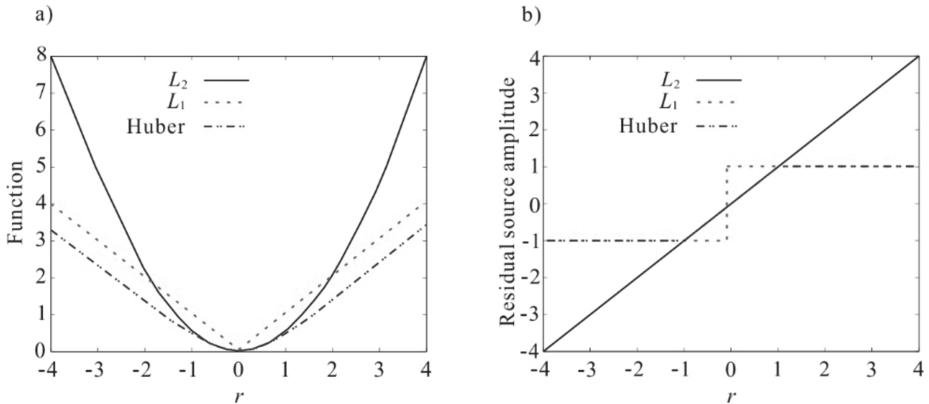 a)
8
7
6
5
4
3
2
1
0
Function
L₂
L₁
Huber
-4 -3 -2 -1 0 1 2 3 4
r
b)
4
3
2
1
0
-1
-2
-3
-4
Residual source amplitude
L₂
L₁
Huber
-4 -3 -2 -1 0 1 2 3 4
r